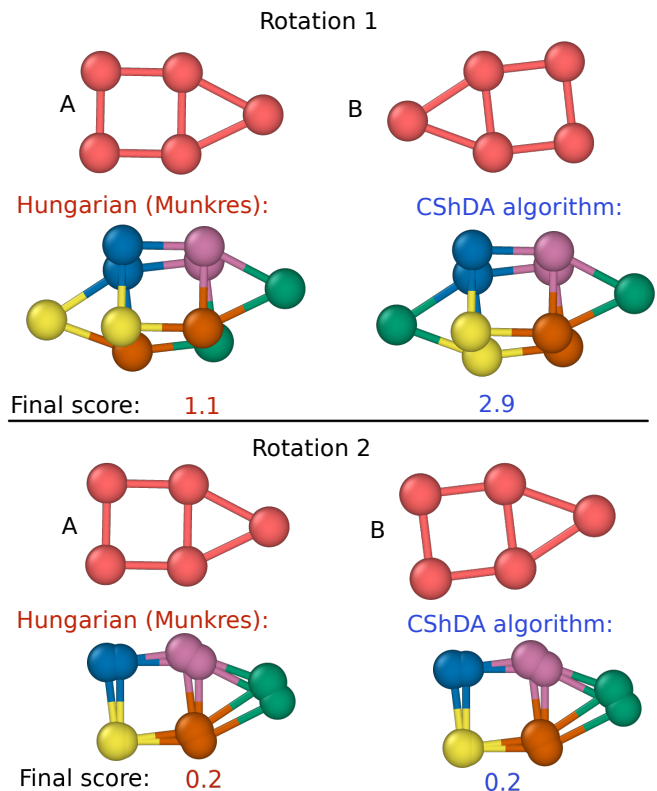 Rotation 1
A
B
Hungarian (Munkres):
CShDA algorithm:
Final score: 1.1
2.9
Rotation 2
A
B
Hungarian (Munkres):
CShDA algorithm:
Final score: 0.2
0.2